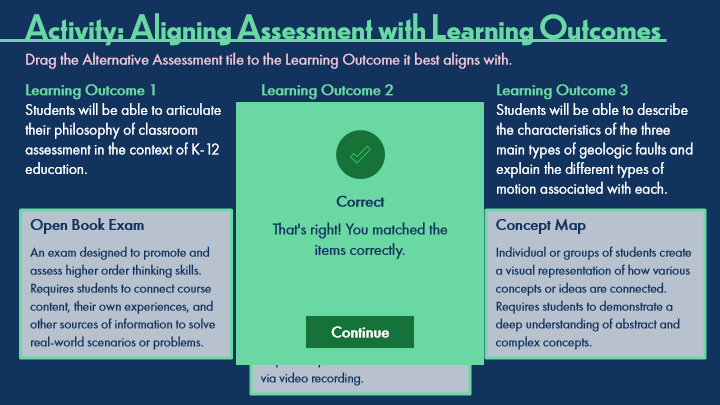 Activity: Aligning Assessment with Learning Outcomes
Drag the Alternative Assessment tile to the Learning Outcome it best aligns with.
Learning Outcome 1
Students will be able to articulate
their philosophy of classroom
assessment in the context of K-12
education.
Open Book Exam
An exam designed to promote and
assess higher order thinking skills.
Requires students to connect course
content, their own experiences, and
other sources of information to solve
real-world scenarios or problems.
Learning Outcome 2
Correct
That's right! You matched the
items correctly.
Continue
via video recording.
Learning Outcome 3
Students will be able to describe
the characteristics of the three
main types of geologic faults and
explain the different types of
motion associated with each.
Concept Map
Individual or groups of students create
a visual representation of how various
concepts or ideas are connected.
Requires students to demonstrate a
deep understanding of abstract and
complex concepts.